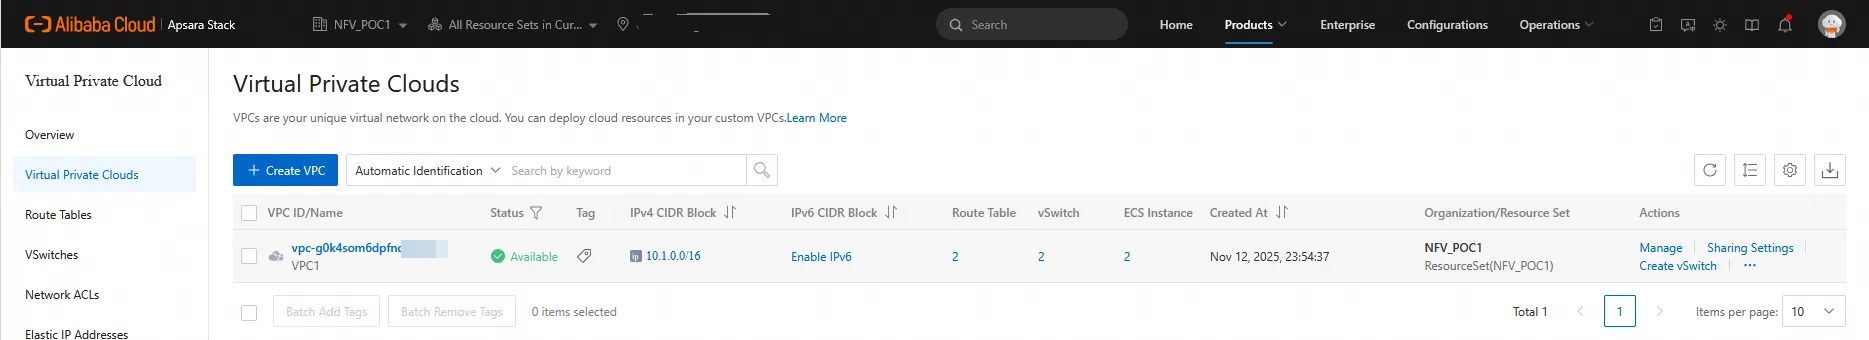 Alibaba Cloud | Apsara Stack NFV_POC1 All Resource Sets in Cur... Search Home Products Enterprise Configurations Operations
Virtual Private Cloud
Overview
Virtual Private Clouds
Route Tables
VSwitches
Network ACLs
Elastic IP Addresses
Virtual Private Clouds
VPCs are your unique virtual network on the cloud. You can deploy cloud resources in your custom VPCs.Learn More
+ Create VPC Automatic Identification Search by keyword
VPC ID/Name Status Tag IPv4 CIDR Block IPv6 CIDR Block Route Table vSwitch ECS Instance Created At Organization/Resource Set Actions
vpc-g0k4som6dpfn
VPC1
Available ip 10.1.0.0/16 Enable IPv6 2 2 2 Nov 12, 2025, 23:54:37
NFV_POC1
ResourceSet(NFV_POC1)
Manage Sharing Settings
Create vSwitch ...
Batch Add Tags Batch Remove Tags 0 items selected Total 1 < 1 > Items per page: 10